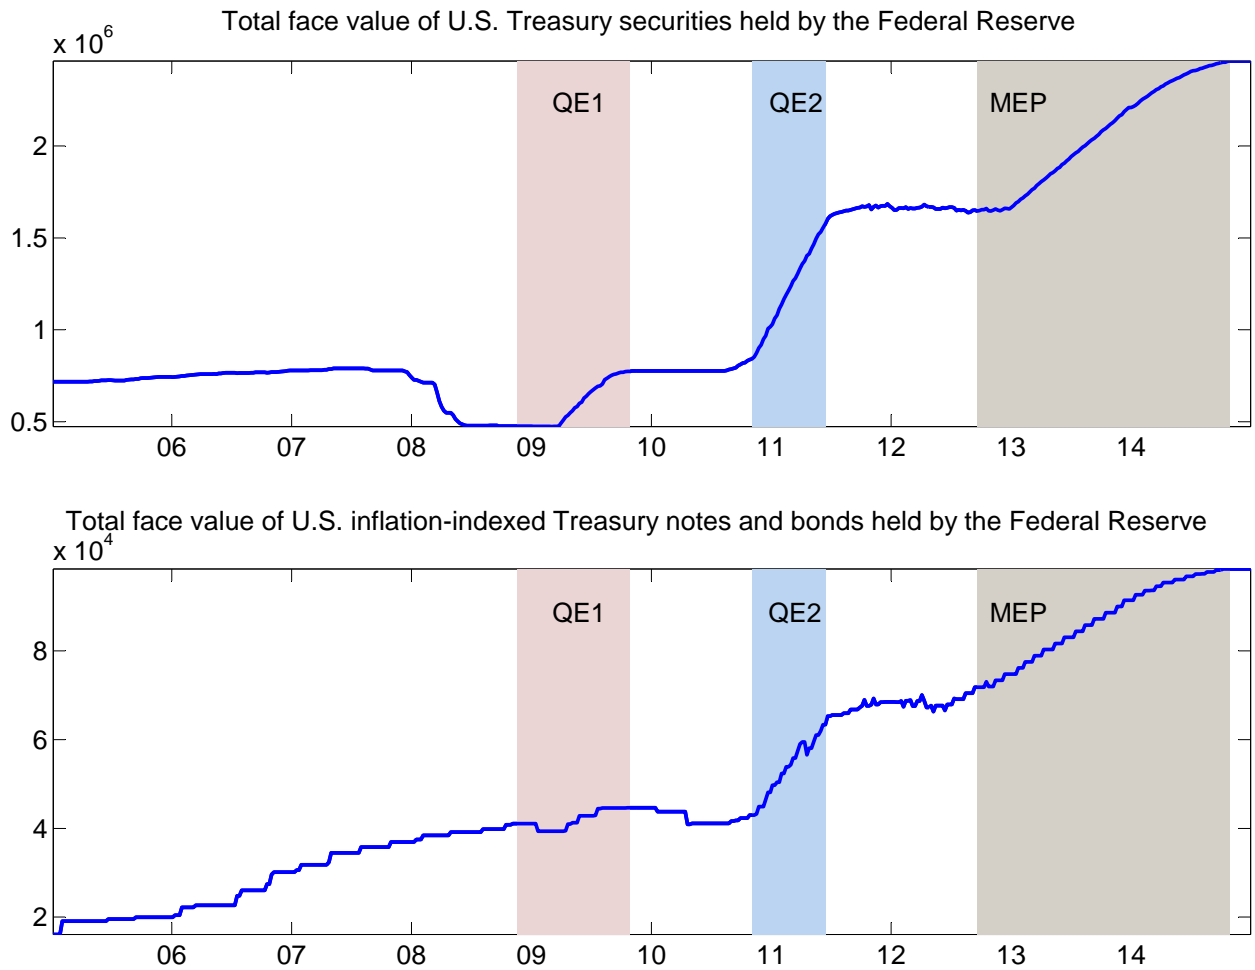 Total face value of U.S. Treasury securities held by the Federal Reserve
x 10^6
QE1 QE2 MEP
2
1.5
1
0.5
06 07 08 09 10 11 12 13 14
Total face value of U.S. inflation-indexed Treasury notes and bonds held by the Federal Reserve
x 10^4
QE1 QE2 MEP
8
6
4
2
06 07 08 09 10 11 12 13 14